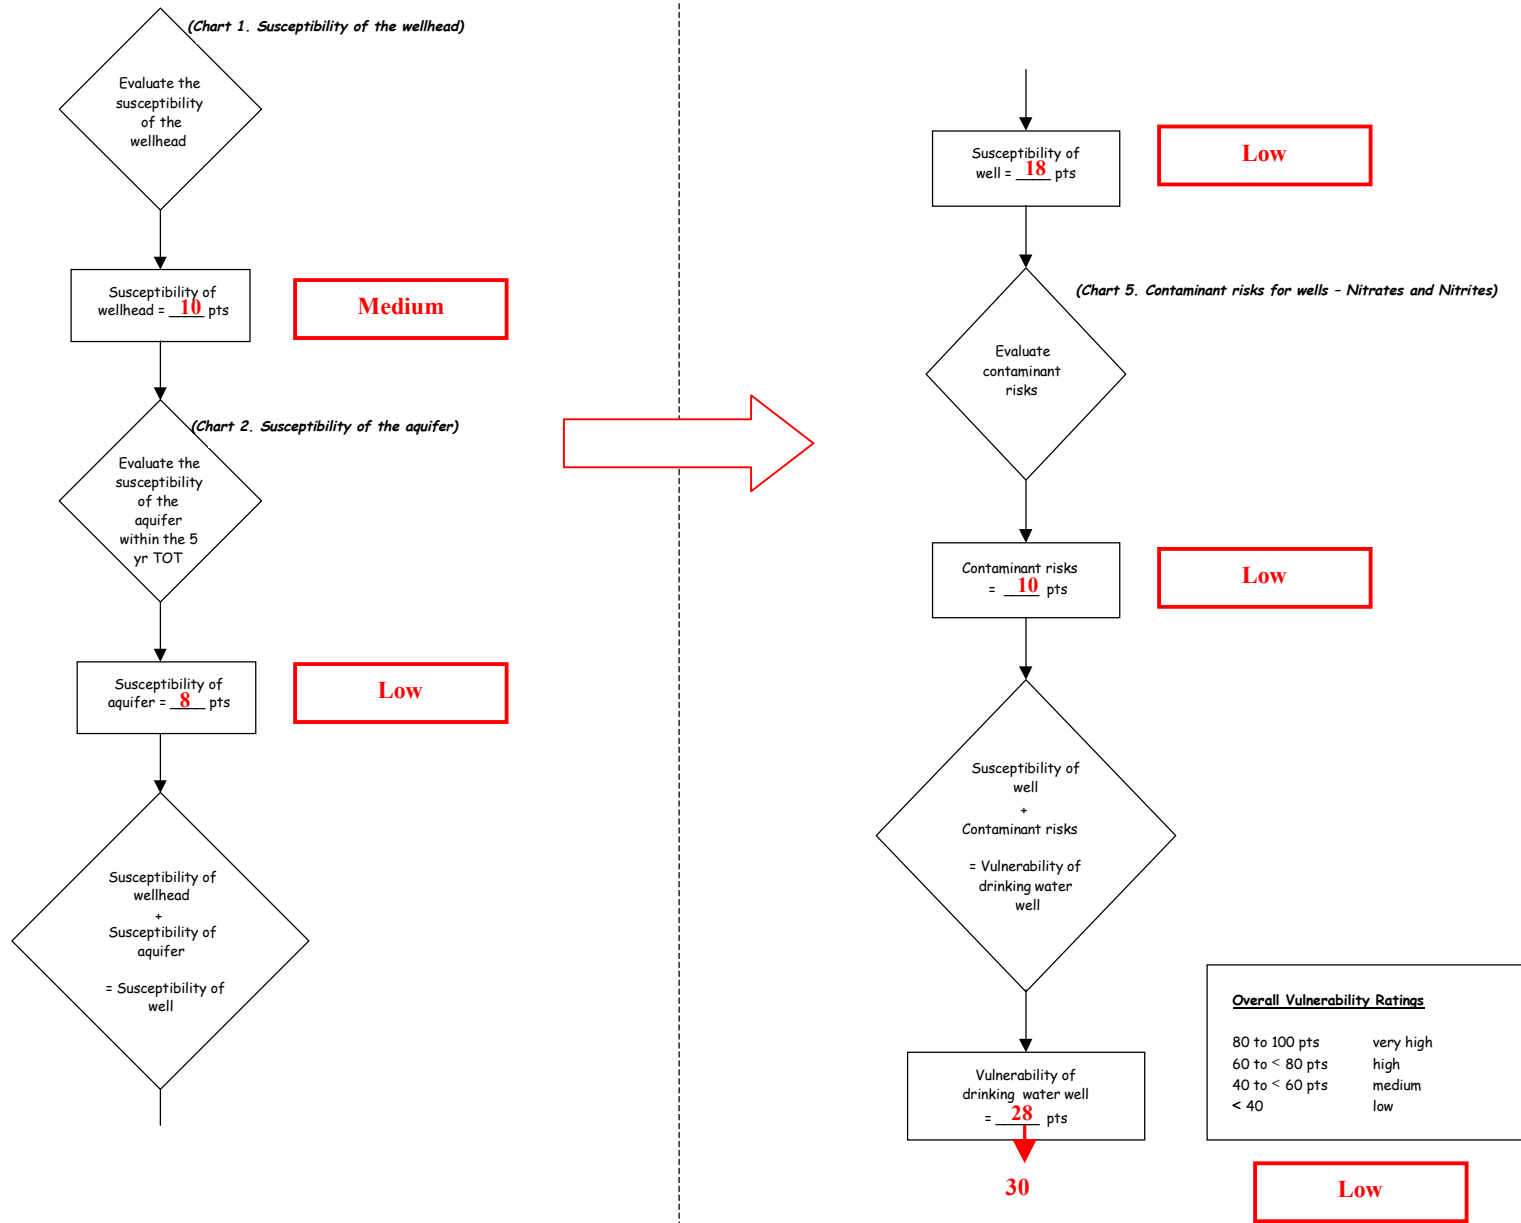 (Chart 1. Susceptibility of the wellhead)
Evaluate the
susceptibility
of the
wellhead
Susceptibility of
wellhead = 10 pts
Medium
(Chart 2. Susceptibility of the aquifer)
Evaluate the
susceptibility
of the
aquifer
within the 5
yr TOT
Susceptibility of
aquifer = 8 pts
Low
Susceptibility of
wellhead
+
Susceptibility of
aquifer
= Susceptibility of
well
Susceptibility of
well = 18 pts
Low
(Chart 5. Contaminant risks for wells – Nitrates and Nitrites)
Evaluate
contaminant
risks
Contaminant risks
= 10 pts
Low
Susceptibility of
well
+
Contaminant risks
= Vulnerability of
drinking water
well
Vulnerability of
drinking water well
= 28 pts
30
Overall Vulnerability Ratings
80 to 100 pts very high
60 to < 80 pts high
40 to < 60 pts medium
< 40 low
Low